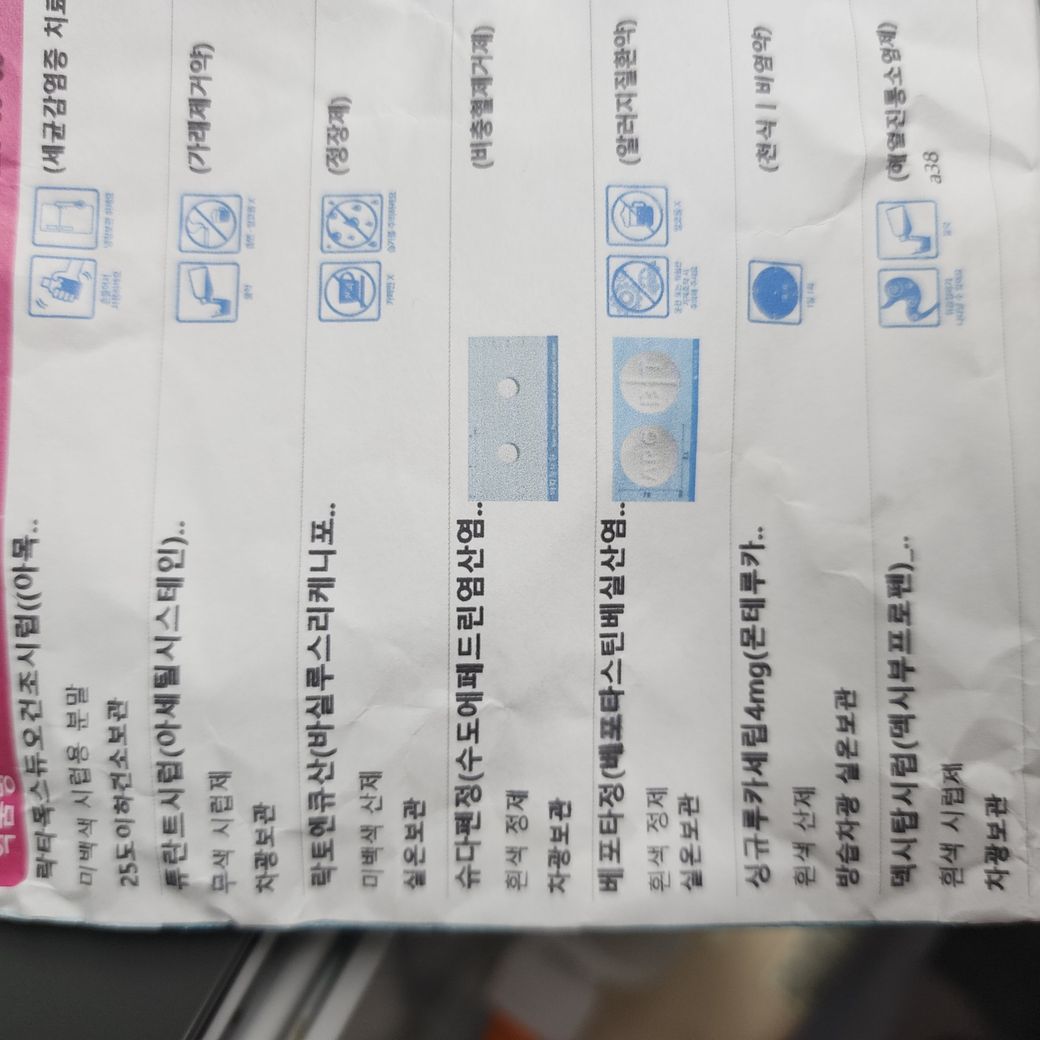 락타목스듀오건조시럽((아목..
(세균감염증 치료
미백색 시럽용 분말
25도이하건소보관
튜란트시럽(아세틸시스테인)..
(가래제거약)
무색 시럽제
차광보관
락토엔큐산(바실루스리케니포..
(정장제)
미백색 산제
실온보관
슈다페정(수도에페드린염산염..
(비충혈제거제)
흰색 정제
차광보관
베포타정(베포타스틴베실산염..
(알러지질환약)
흰색 정제
실온보관
싱규루카세립4mg(몬테루카..
(천식 | 비염약)
흰색 산제
방습차광 실온보관
덱시탑시럽(덱시부프로펜)_..
(해열진통소염제)
a38
흰색 시럽제
차광보관